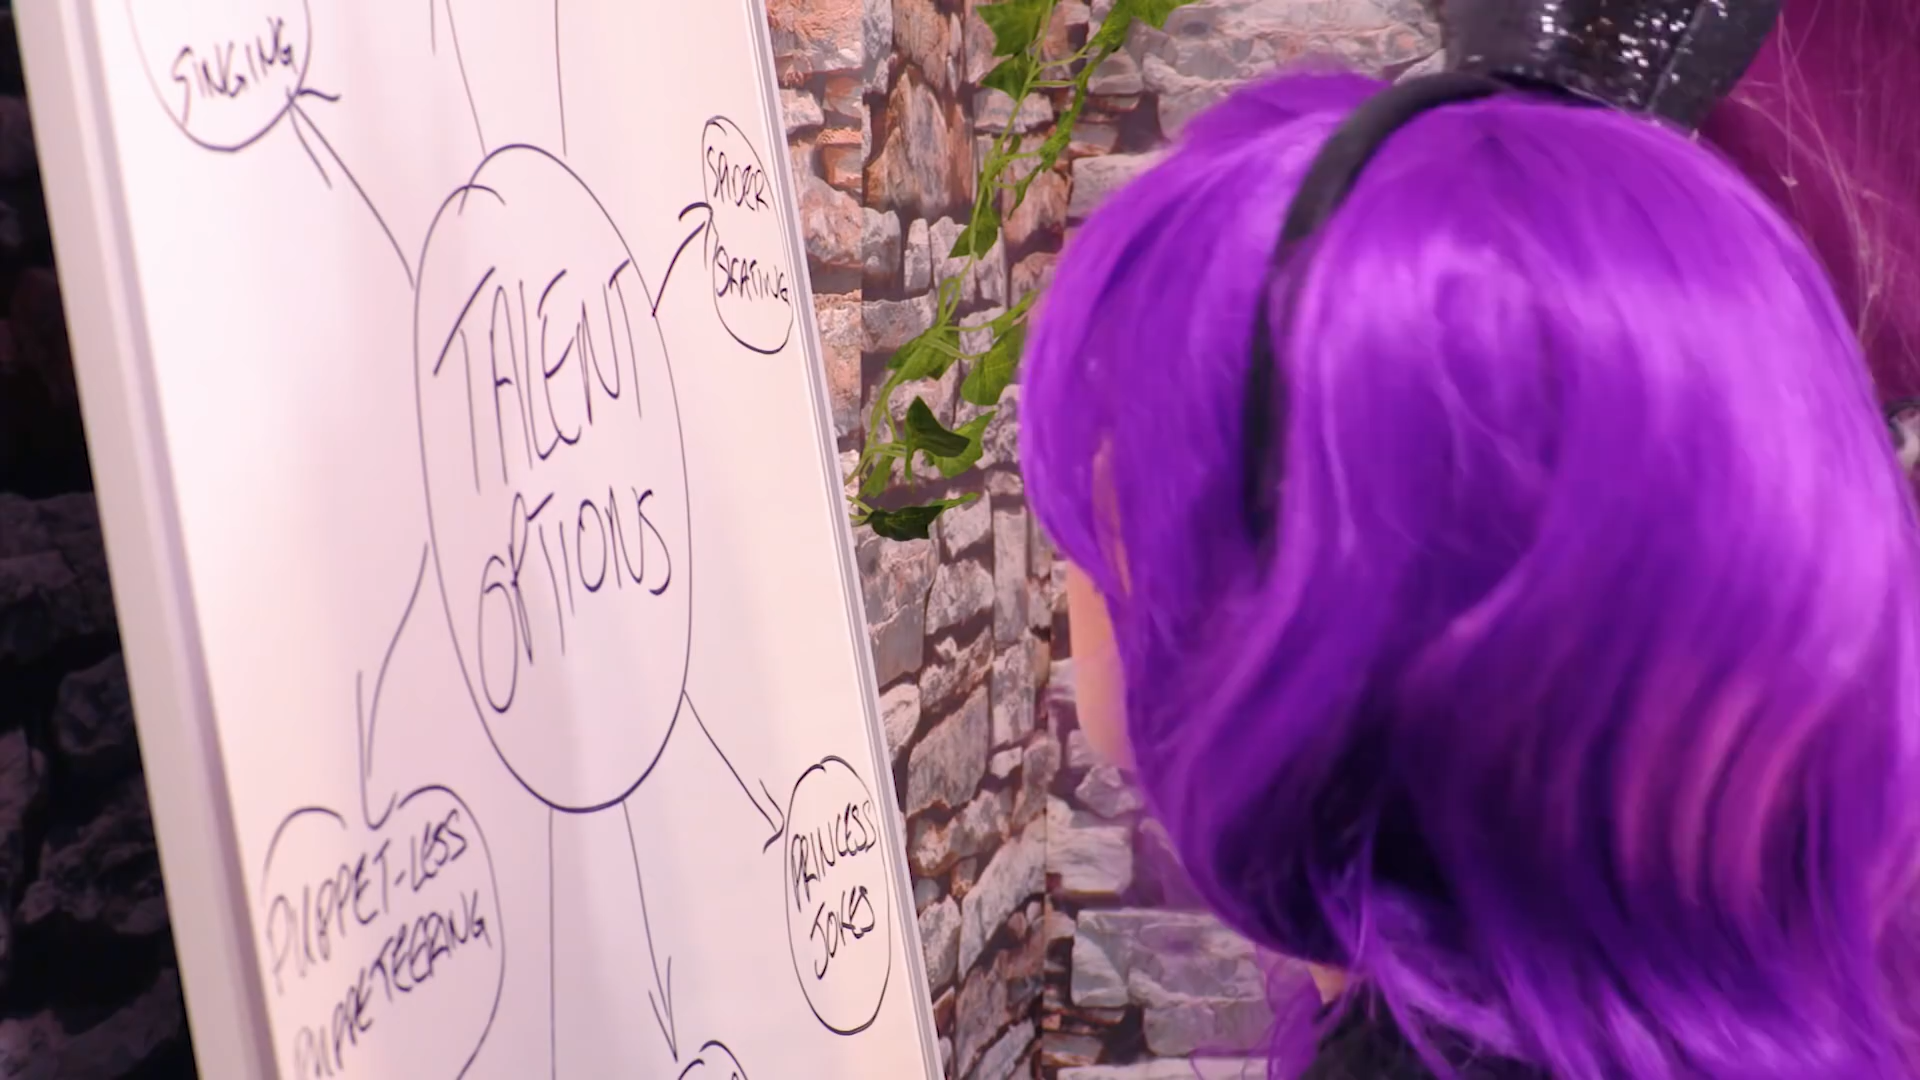 SINGING
SPIDER
SKATING
TALENT
OPTIONS
PUPPET-LESS
PUPPETEERING
PRINCESS
JOKES